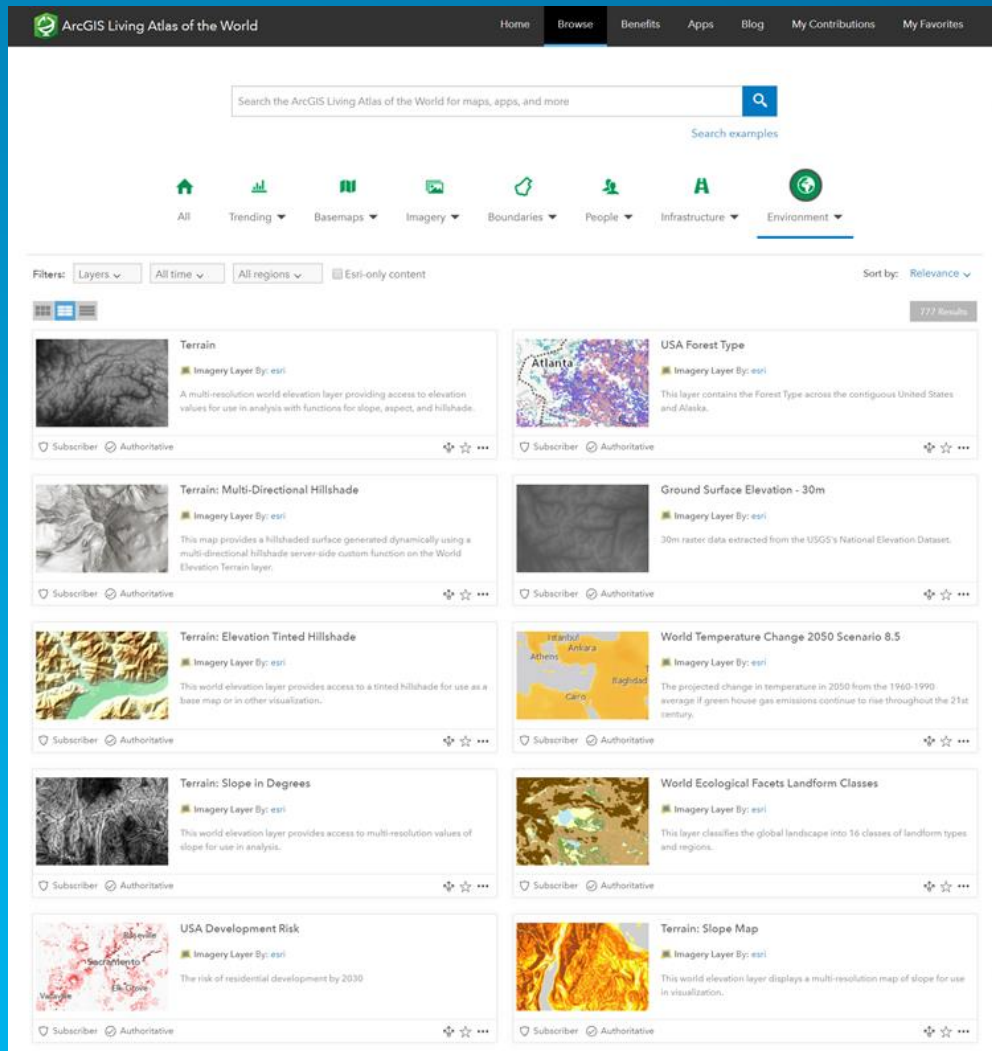 ArcGIS Living Atlas of the World
Home Browse Benefits Apps Blog My Contributions My Favorites
Search the ArcGIS Living Atlas of the World for maps, apps, and more
Search examples
All Trending Basemaps Imagery Boundaries People Infrastructure Environment
Filters: Layers All time All regions Esri-only content Sort by: Relevance
777 Results
Terrain
Imagery Layer By: esri
A multi-resolution world elevation layer providing access to elevation
values for use in analysis with functions for slope, aspect, and hillshade.
Subscriber Authoritative
Atlanta
USA Forest Type
Imagery Layer By: esri
This layer contains the Forest Type across the contiguous United States
and Alaska.
Subscriber Authoritative
Terrain: Multi-Directional Hillshade
Imagery Layer By: esri
This map provides a hillshaded surface generated dynamically using a
multi-directional hillshade server-side custom function on the World
Elevation Terrain layer.
Subscriber Authoritative
Ground Surface Elevation - 30m
Imagery Layer By: esri
30m raster data extracted from the USGS's National Elevation Dataset.
Subscriber Authoritative
Terrain: Elevation Tinted Hillshade
Imagery Layer By: esri
This world elevation layer provides access to a tinted hillshade for use as a
base map or in other visualization.
Subscriber Authoritative
Istanbul
Ankara
Athens
Baghdad
Cairo
World Temperature Change 2050 Scenario 8.5
Imagery Layer By: esri
The projected change in temperature in 2050 from the 1960-1990
average if green house gas emissions continue to rise throughout the 21st
century.
Subscriber Authoritative
Terrain: Slope in Degrees
Imagery Layer By: esri
This world elevation layer provides access to multi-resolution values of
slope for use in analysis.
Subscriber Authoritative
World Ecological Facets Landform Classes
Imagery Layer By: esri
This layer classifies the global landscape into 16 classes of landform types
and regions.
Subscriber Authoritative
Roseville
Sacramento
Elk Grove
Vacaville
USA Development Risk
Imagery Layer By: esri
The risk of residential development by 2030
Subscriber Authoritative
Terrain: Slope Map
Imagery Layer By: esri
This world elevation layer displays a multi-resolution map of slope for use
in visualization.
Subscriber Authoritative